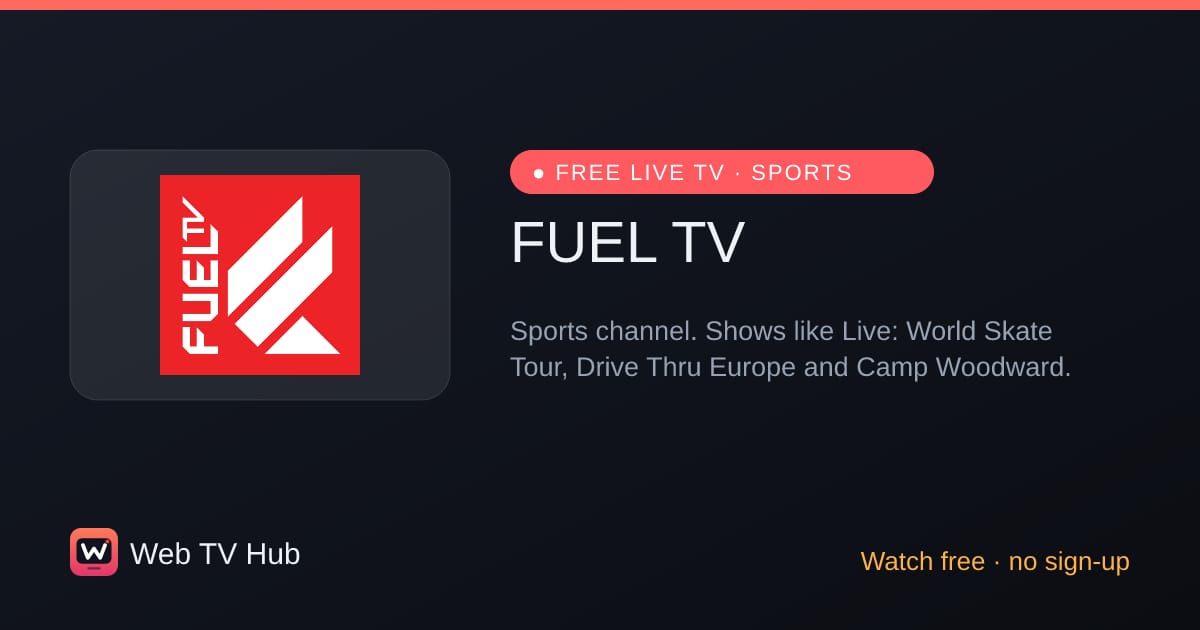 FUEL TV
● FREE LIVE TV · SPORTS
FUEL TV
Sports channel. Shows like Live: World Skate
Tour, Drive Thru Europe and Camp Woodward.
W
Web TV Hub
Watch free · no sign-up